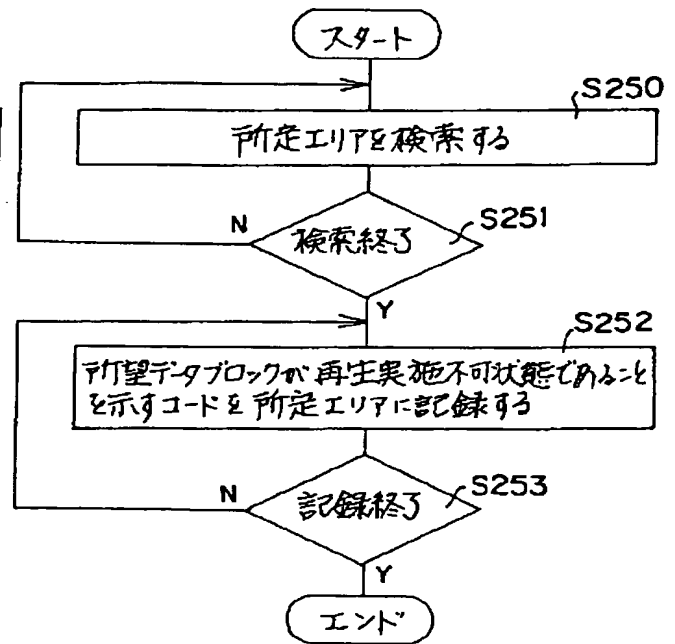 スタート
S250
所定エリアを検索する
S251
N
検索終了
Y
S252
所望データブロックが再生実施不可状態であること
を示すコードを所定エリアに記録する
S253
N
記録終了
Y
エンド